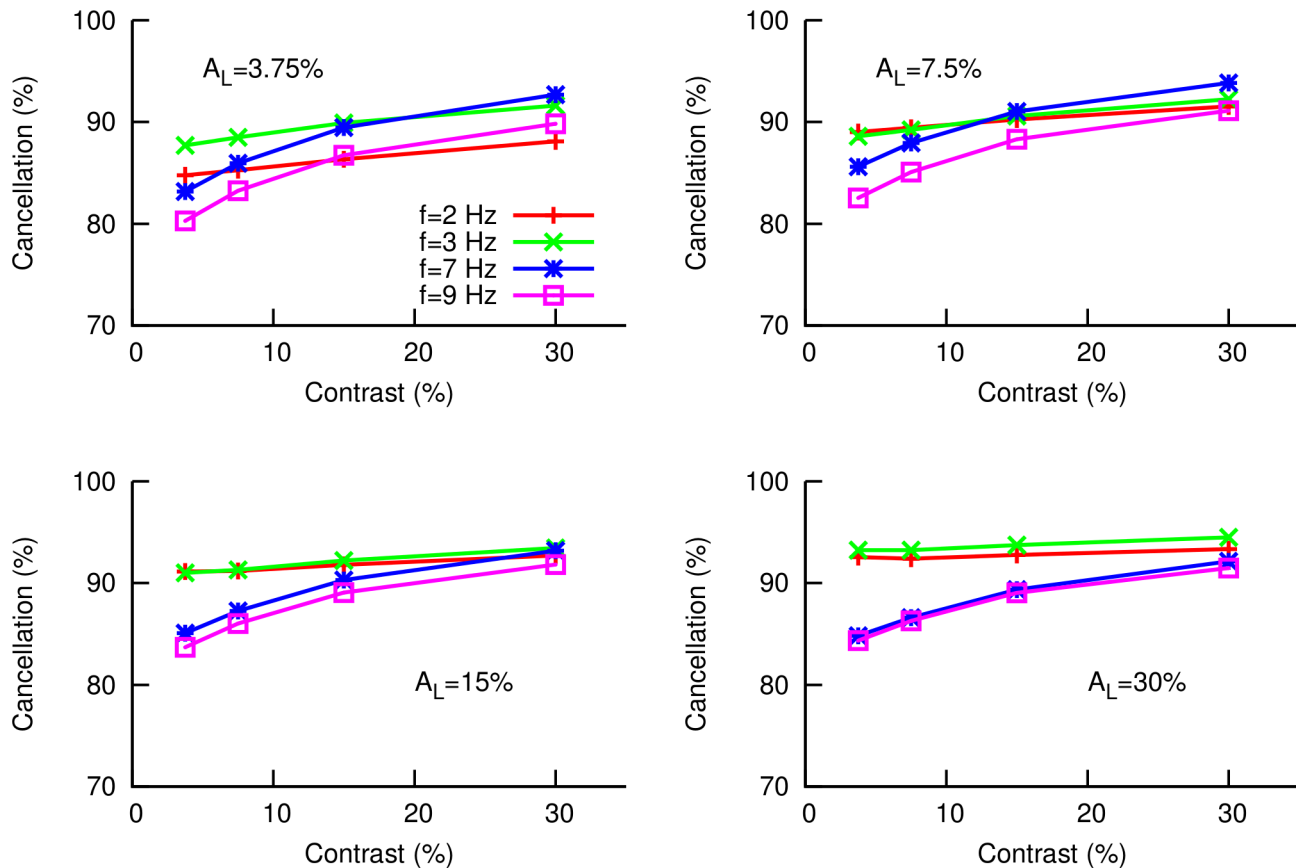 100
90
80
70
Cancellation (%)
A_L=3.75%
f=2 Hz
f=3 Hz
f=7 Hz
f=9 Hz
0 10 20 30
Contrast (%)
100
90
80
70
Cancellation (%)
A_L=7.5%
0 10 20 30
Contrast (%)
100
90
80
70
Cancellation (%)
A_L=15%
0 10 20 30
Contrast (%)
100
90
80
70
Cancellation (%)
A_L=30%
0 10 20 30
Contrast (%)